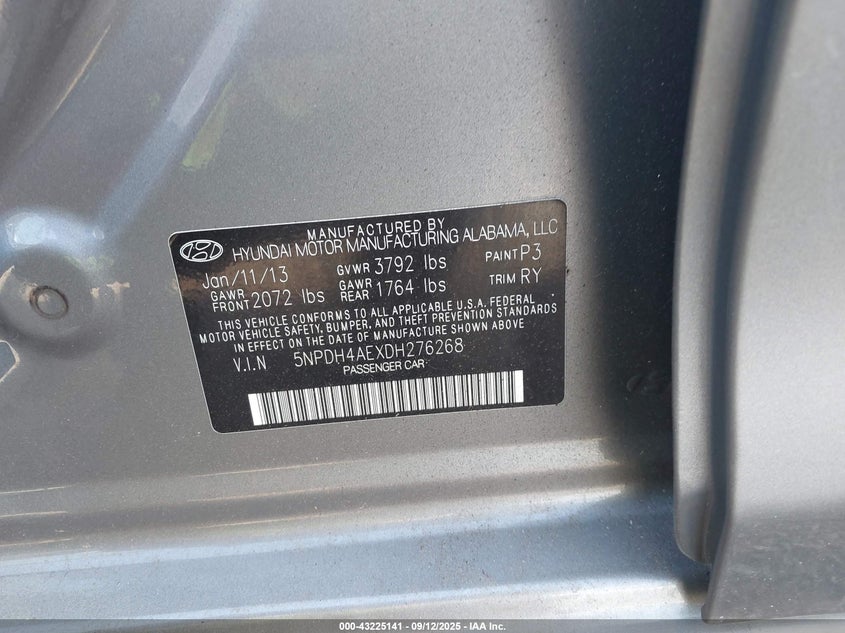 MANUFACTURED BY
HYUNDAI MOTOR MANUFACTURING ALABAMA, LLC
Jan/11/13 GVWR 3792 lbs PAINT P3
GAWR FRONT 2072 lbs GAWR REAR 1764 lbs TRIM RY
THIS VEHICLE CONFORMS TO ALL APPLICABLE U.S.A. FEDERAL
MOTOR VEHICLE SAFETY, BUMPER, AND THEFT PREVENTION STANDARDS
IN EFFECT ON THE DATE OF MANUFACTURE SHOWN ABOVE
V.I.N 5NPDH4AEXDH276268
PASSENGER CAR
000-43225141 - 09/12/2025 - IAA Inc.